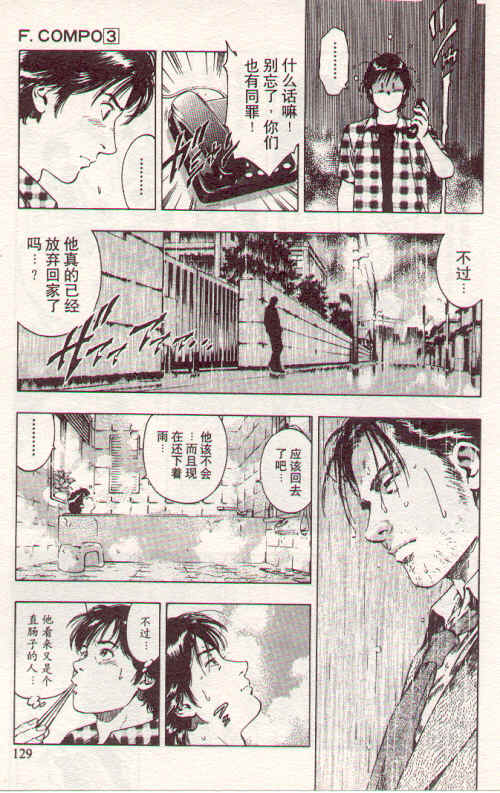 F. COMPO 3
………
什么话嘛！
别忘了，你们
也有同罪！
………
不过…
他真的已经
放弃回家了
吗…？
应该回去
了吧…
他该不会
…而且现
在还下着
雨…
………
不过…
他看来又是个
直肠子的人…
129